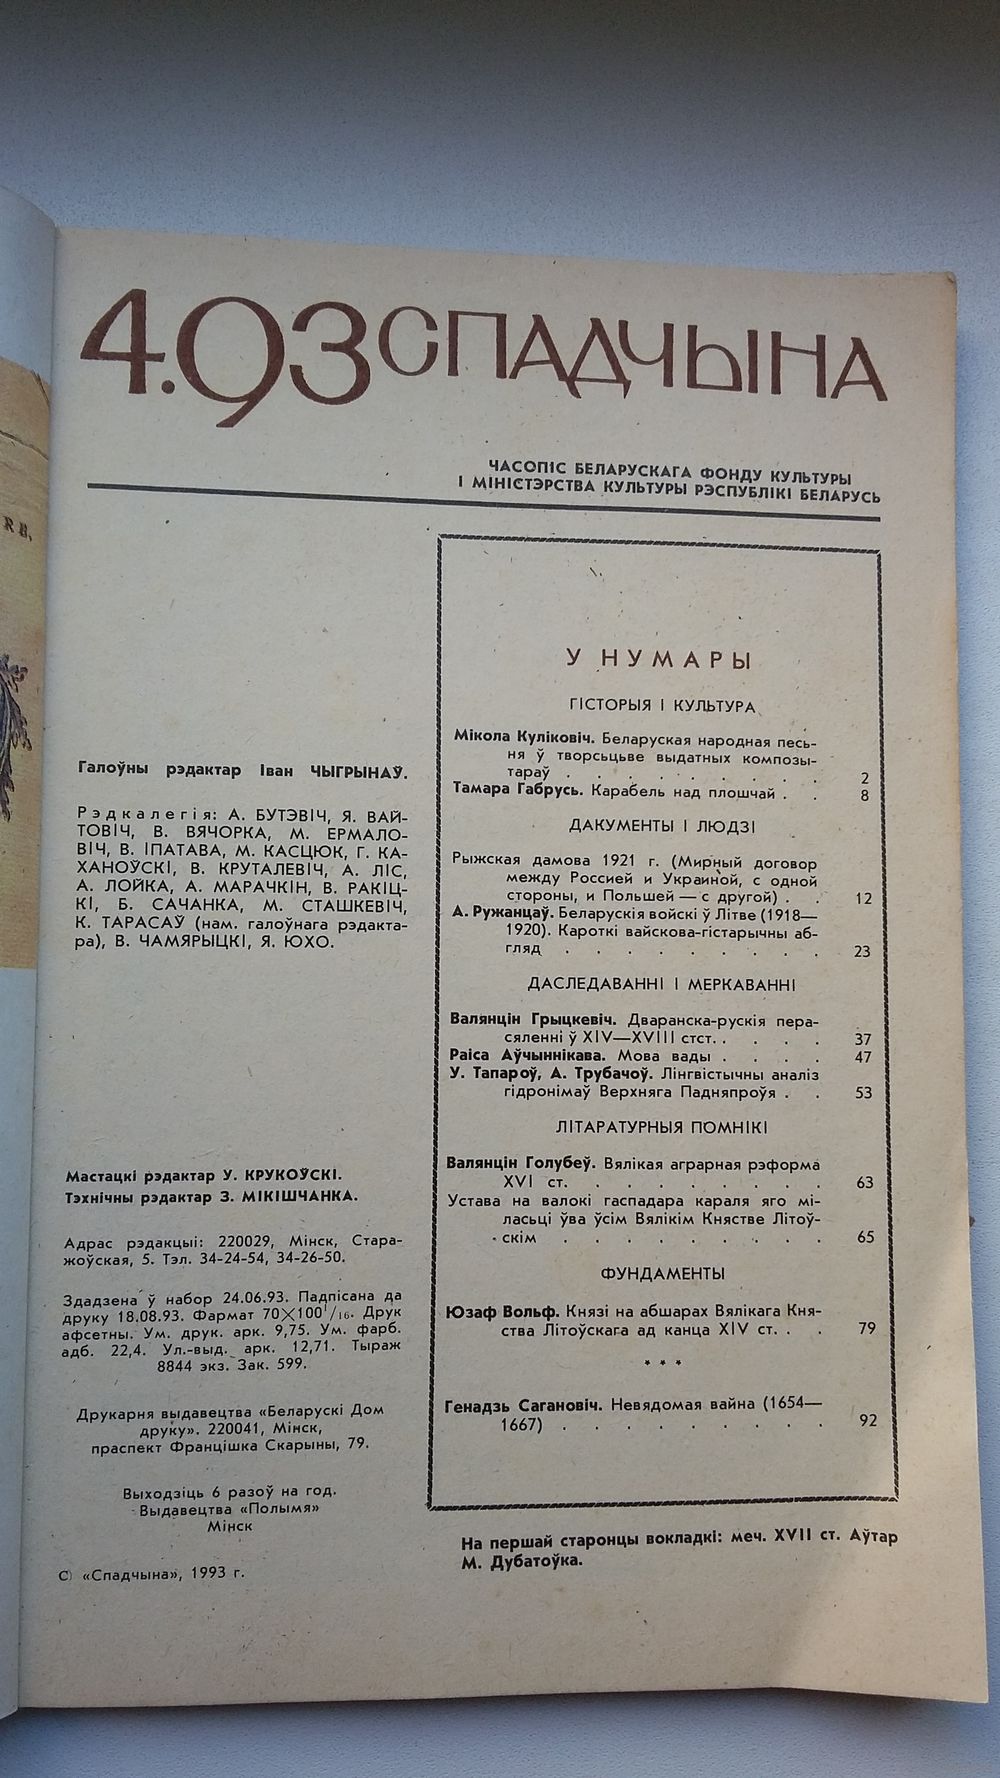 4.93 СПАДЧЫНА
ЧАСОПІС БЕЛАРУСКАГА ФОНДУ КУЛЬТУРЫ
І МІНІСТЭРСТВА КУЛЬТУРЫ РЭСПУБЛІКІ БЕЛАРУСЬ
Галоўны рэдактар Іван ЧЫГРЫНАЎ.
Рэдкалегія: А. БУТЭВІЧ, Я. ВАЙ-
ТОВІЧ, В. ВЯЧОРКА, М. ЕРМАЛО-
ВІЧ, В. ІПАТАВА, М. КАСЦЮК, Г. КА-
ХАНОЎСКІ, В. КРУТАЛЕВІЧ, А. ЛІС,
А. ЛОЙКА, А. МАРАЧКІН, В. РАКІЦ-
КІ, Б. САЧАНКА, М. СТАШКЕВІЧ,
К. ТАРАСАЎ (нам. галоўнага рэдакта-
ра), В. ЧАМЯРЫЦКІ, Я. ЮХО.
Мастацкі рэдактар У. КРУКОЎСКІ.
Тэхнічны рэдактар З. МІКІШЧАНКА.
Адрас рэдакцыі: 220029, Мінск, Стара-
жоўская, 5. Тэл. 34-24-54, 34-26-50.
Здадзена ў набор 24.06.93. Падпісана да
друку 18.08.93. Фармат 70×100 1/16. Друк
афсетны. Ум. друк. арк. 9,75. Ум. фарб.
адб. 22,4. Ул.-выд. арк. 12,71. Тыраж
8844 экз. Зак. 599.
Друкарня выдавецтва «Беларускі Дом
друку». 220041, Мінск,
праспект Францішка Скарыны, 79.
Выходзіць 6 разоў на год.
Выдавецтва «Полымя»
Мінск
С) «Спадчына», 1993 г.
У НУМАРЫ
ГІСТОРЫЯ І КУЛЬТУРА
Мікола Куліковіч. Беларуская народная песь-
ня ў творсьцьве выдатных композы-
тараў . . . . . . . . . 2
Тамара Габрусь. Карабель над плошчай . . 8
ДАКУМЕНТЫ І ЛЮДЗІ
Рыжская дамова 1921 г. (Мирный договор
между Россией и Украиной, с одной
стороны, и Польшей — с другой) . . 12
А. Ружанцаў. Беларускія войскі ў Літве (1918—
1920). Кароткі вайскова-гістарычны аб-
гляд . . . . . . . . . 23
ДАСЛЕДАВАННІ І МЕРКАВАННІ
Валянцін Грыцкевіч. Дваранска-рускія пера-
сяленні ў XIV—XVIII стст. . . . . 37
Раіса Аўчыннікава. Мова вады . . . . 47
У. Тапароў, А. Трубачоў. Лінгвістычны аналіз
гідронімаў Верхняга Падняпроўя . . 53
ЛІТАРАТУРНЫЯ ПОМНІКІ
Валянцін Голубеў. Вялікая аграрная рэформа
XVI ст. . . . . . . . . 63
Устава на валокі гаспадара караля яго мі-
ласьці ўва ўсім Вялікім Княстве Літоў-
скім . . . . . . . . . 65
ФУНДАМЕНТЫ
Юзаф Вольф. Князі на абшарах Вялікага Кня-
ства Літоўскага ад канца XIV ст. . . 79
* * *
Генадзь Сагановіч. Невядомая вайна (1654—
1667) . . . . . . . . . 92
На першай старонцы вокладкі: меч. XVII ст. Аўтар
М. Дубатоўка.